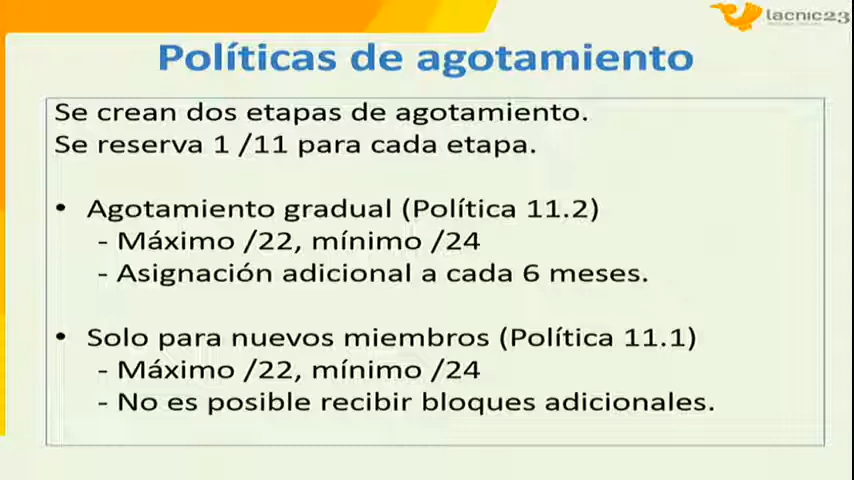 lacnic23
Políticas de agotamiento
Se crean dos etapas de agotamiento.
Se reserva 1 /11 para cada etapa.
• Agotamiento gradual (Política 11.2)
- Máximo /22, mínimo /24
- Asignación adicional a cada 6 meses.
• Solo para nuevos miembros (Política 11.1)
- Máximo /22, mínimo /24
- No es posible recibir bloques adicionales.